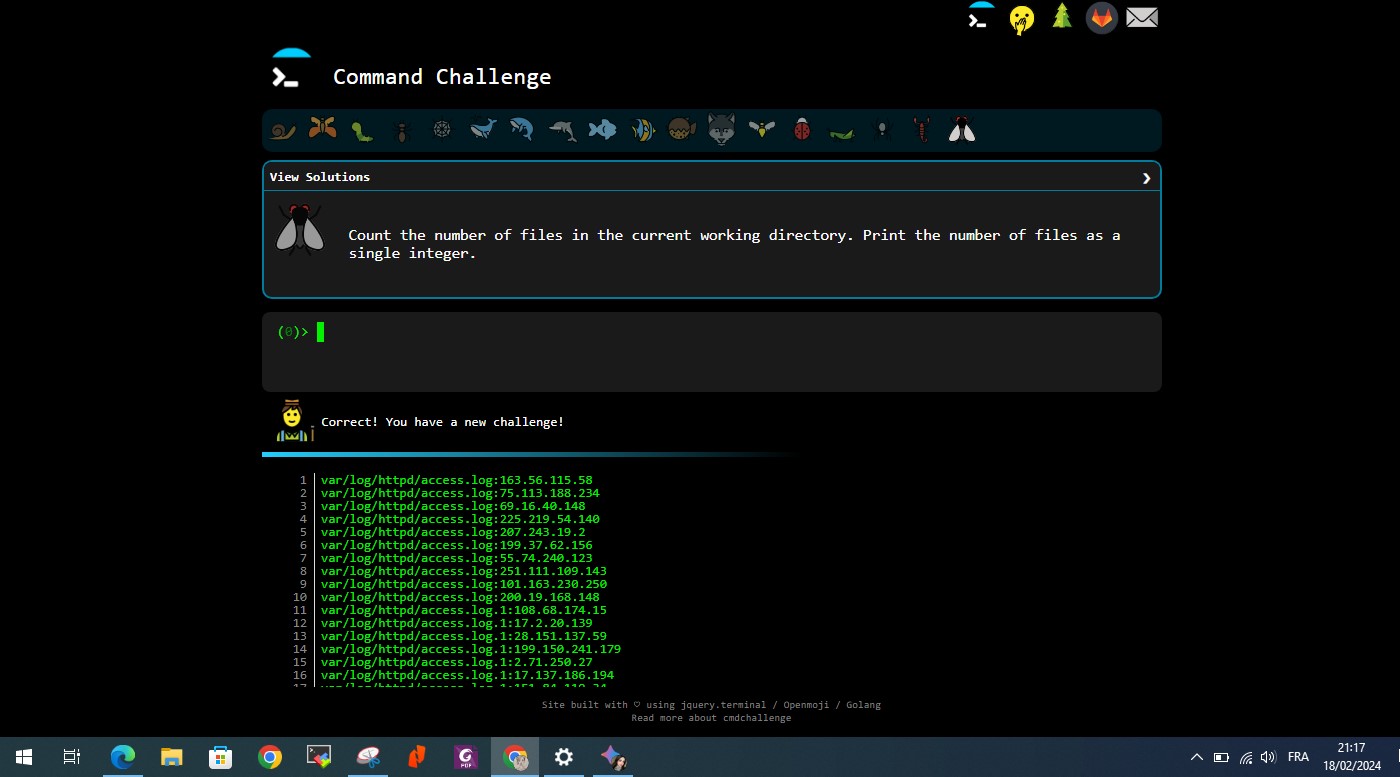 Command Challenge
View Solutions
Count the number of files in the current working directory. Print the number of files as a
single integer.
(0)>
Correct! You have a new challenge!
1 var/log/httpd/access.log:163.56.115.58
2 var/log/httpd/access.log:75.113.188.234
3 var/log/httpd/access.log:69.16.40.148
4 var/log/httpd/access.log:225.219.54.140
5 var/log/httpd/access.log:207.243.19.2
6 var/log/httpd/access.log:199.37.62.156
7 var/log/httpd/access.log:55.74.240.123
8 var/log/httpd/access.log:251.111.109.143
9 var/log/httpd/access.log:101.163.230.250
10 var/log/httpd/access.log:200.19.168.148
11 var/log/httpd/access.log.1:108.68.174.15
12 var/log/httpd/access.log.1:17.2.20.139
13 var/log/httpd/access.log.1:28.151.137.59
14 var/log/httpd/access.log.1:199.150.241.179
15 var/log/httpd/access.log.1:2.71.250.27
16 var/log/httpd/access.log.1:17.137.186.194
Site built with ♡ using jquery.terminal / Openmoji / Golang
Read more about cmdchallenge
PDF
FRA
21:17
18/02/2024